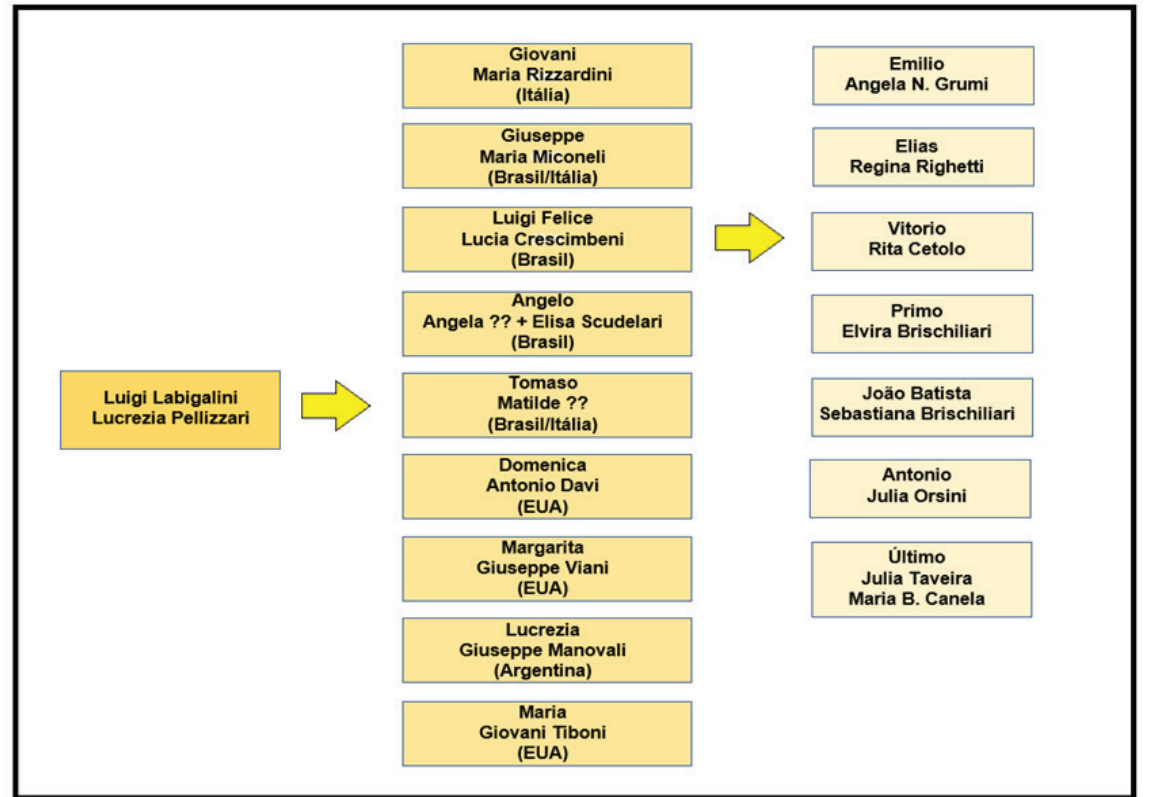 Luigi Labigalini
Lucrezia Pellizzari
Giovani
Maria Rizzardini
(Itália)
Giuseppe
Maria Miconeli
(Brasil/Itália)
Luigi Felice
Lucia Crescimbeni
(Brasil)
Angelo
Angela ?? + Elisa Scudelari
(Brasil)
Tomaso
Matilde ??
(Brasil/Itália)
Domenica
Antonio Davi
(EUA)
Margarita
Giuseppe Viani
(EUA)
Lucrezia
Giuseppe Manovali
(Argentina)
Maria
Giovani Tiboni
(EUA)
Emilio
Angela N. Grumi
Elias
Regina Righetti
Vitorio
Rita Cetolo
Primo
Elvira Brischiliari
João Batista
Sebastiana Brischiliari
Antonio
Julia Orsini
Último
Julia Taveira
Maria B. Canela